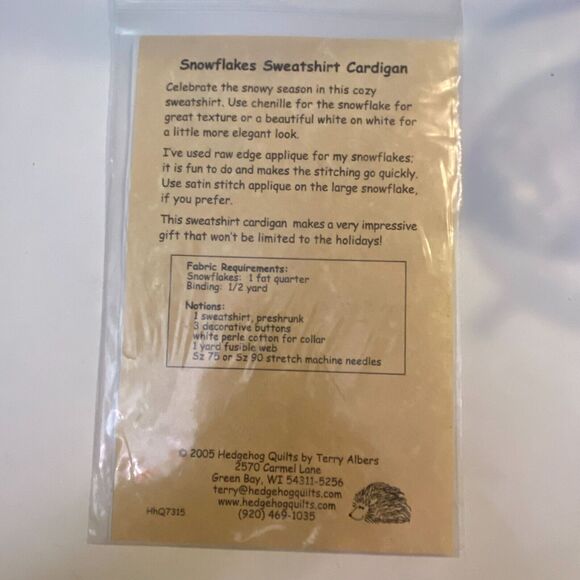 Snowflakes Sweatshirt Cardigan
Celebrate the snowy season in this cozy
sweatshirt. Use chenille for the snowflake for
great texture or a beautiful white on white for
a little more elegant look.
I've used raw edge applique for my snowflakes;
it is fun to do and makes the stitching go quickly.
Use satin stitch applique on the large snowflake,
if you prefer.
This sweatshirt cardigan makes a very impressive
gift that won't be limited to the holidays!
Fabric Requirements:
Snowflakes: 1 fat quarter
Binding: 1/2 yard
Notions:
1 sweatshirt, preshrunk
3 decorative buttons
white perle cotton for collar
1 yard fusible web
Sz 75 or Sz 90 stretch machine needles
© 2005 Hedgehog Quilts by Terry Albers
2570 Carmel Lane
Green Bay, WI 54311-5256
terry@hedgehogquilts.com
www.hedgehogquilts.com
(920) 469-1035
HhQ7315